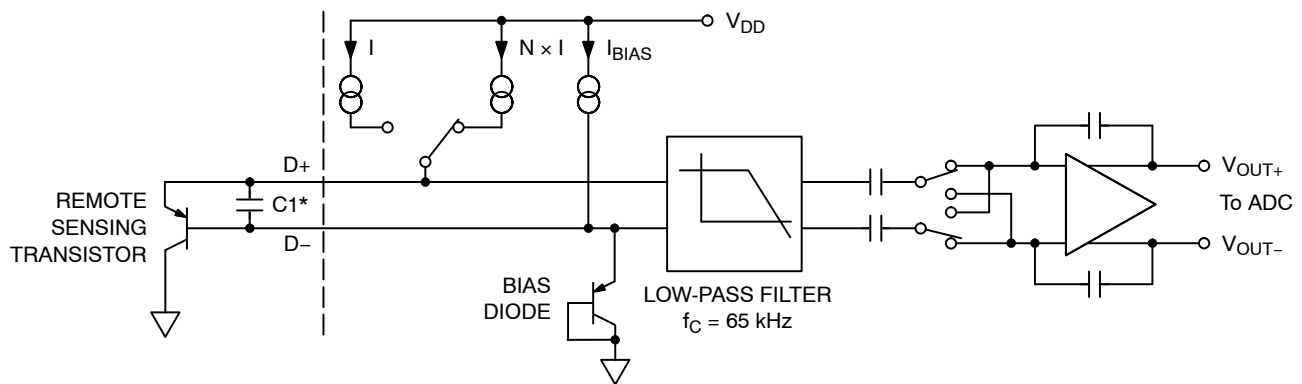 V_DD
I
N × I
I_BIAS
D+
C1*
D−
REMOTE
SENSING
TRANSISTOR
BIAS
DIODE
LOW-PASS FILTER
f_C = 65 kHz
V_OUT+
To ADC
V_OUT−